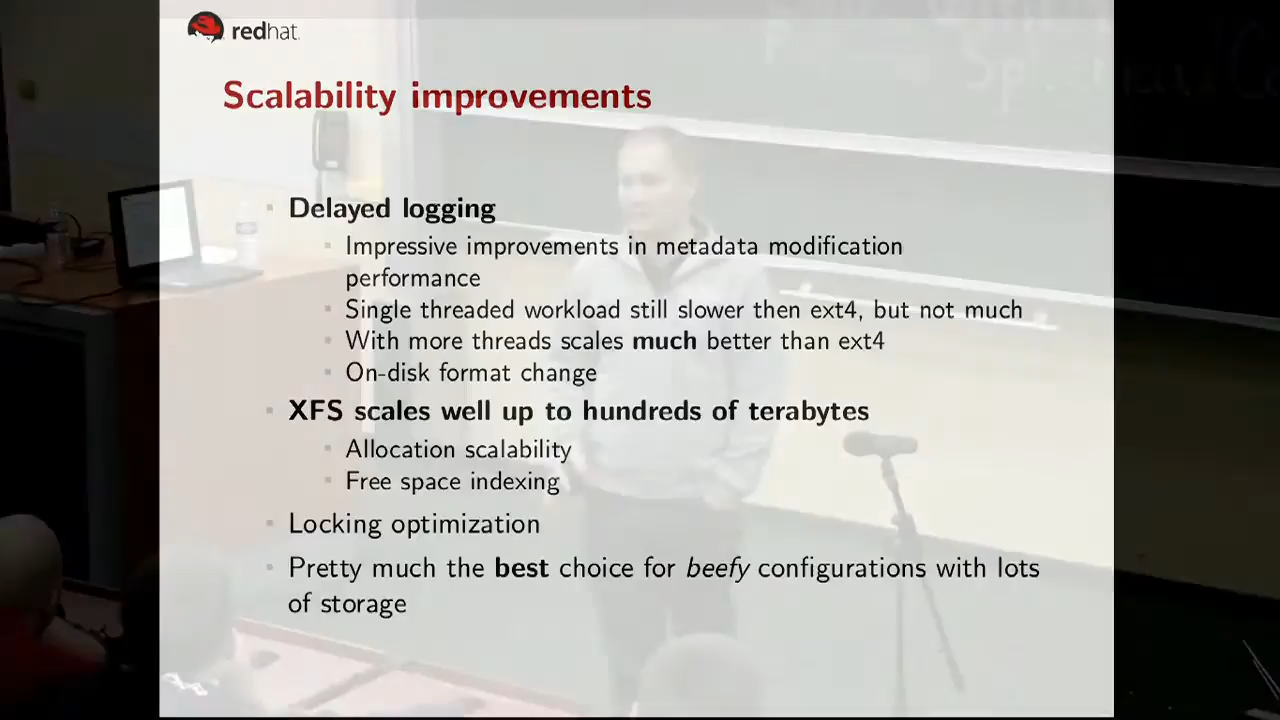 redhat.
Scalability improvements
Delayed logging
Impressive improvements in metadata modification
performance
Single threaded workload still slower then ext4, but not much
With more threads scales much better than ext4
On-disk format change
XFS scales well up to hundreds of terabytes
Allocation scalability
Free space indexing
Locking optimization
Pretty much the best choice for beefy configurations with lots
of storage